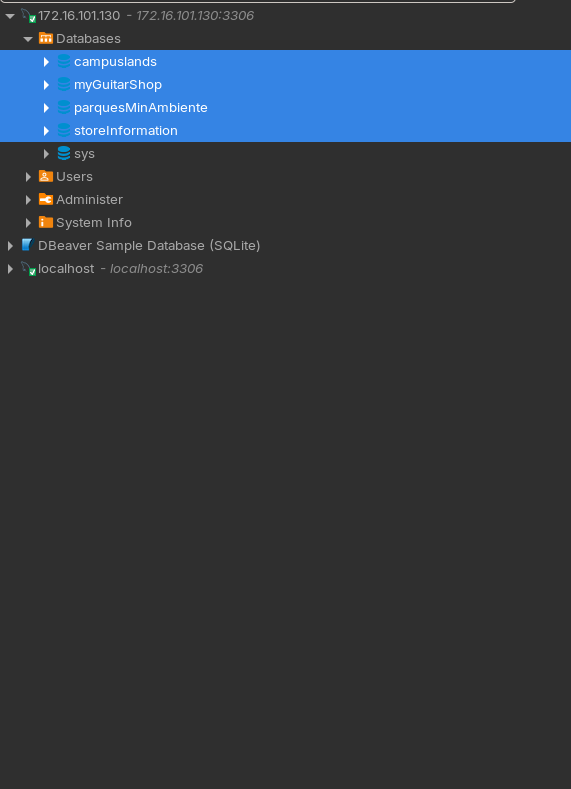 172.16.101.130 - 172.16.101.130:3306
Databases
campuslands
myGuitarShop
parquesMinAmbiente
storeInformation
sys
Users
Administer
System Info
DBeaver Sample Database (SQLite)
localhost - localhost:3306